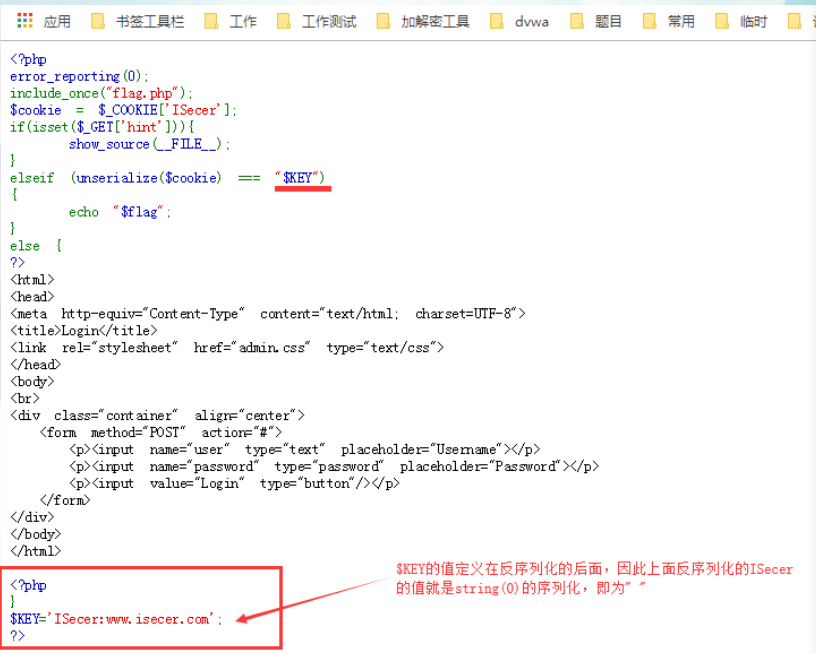 应用 书签工具栏 工作 工作测试 加解密工具 dvwa 题目 常用 临时
<?php
error_reporting(0);
include_once("flag.php");
$cookie = $_COOKIE['ISecer'];
if(isset($_GET['hint'])){
show_source(__FILE__);
}
elseif (unserialize($cookie) === "$KEY")
{
echo "$flag";
}
else {
?>
<html>
<head>
<meta http-equiv="Content-Type" content="text/html; charset=UTF-8">
<title>Login</title>
<link rel="stylesheet" href="admin.css" type="text/css">
</head>
<body>
<br>
<div class="container" align="center">
<form method="POST" action="#">
<p><input name="user" type="text" placeholder="Username"></p>
<p><input name="password" type="password" placeholder="Password"></p>
<p><input value="Login" type="button"/></p>
</form>
</div>
</body>
</html>
$KEY的值定义在反序列化的后面，因此上面反序列化的ISecer
的值就是string(0)的序列化，即为" "
<?php
}
$KEY='ISecer:www.isecer.com';
?>